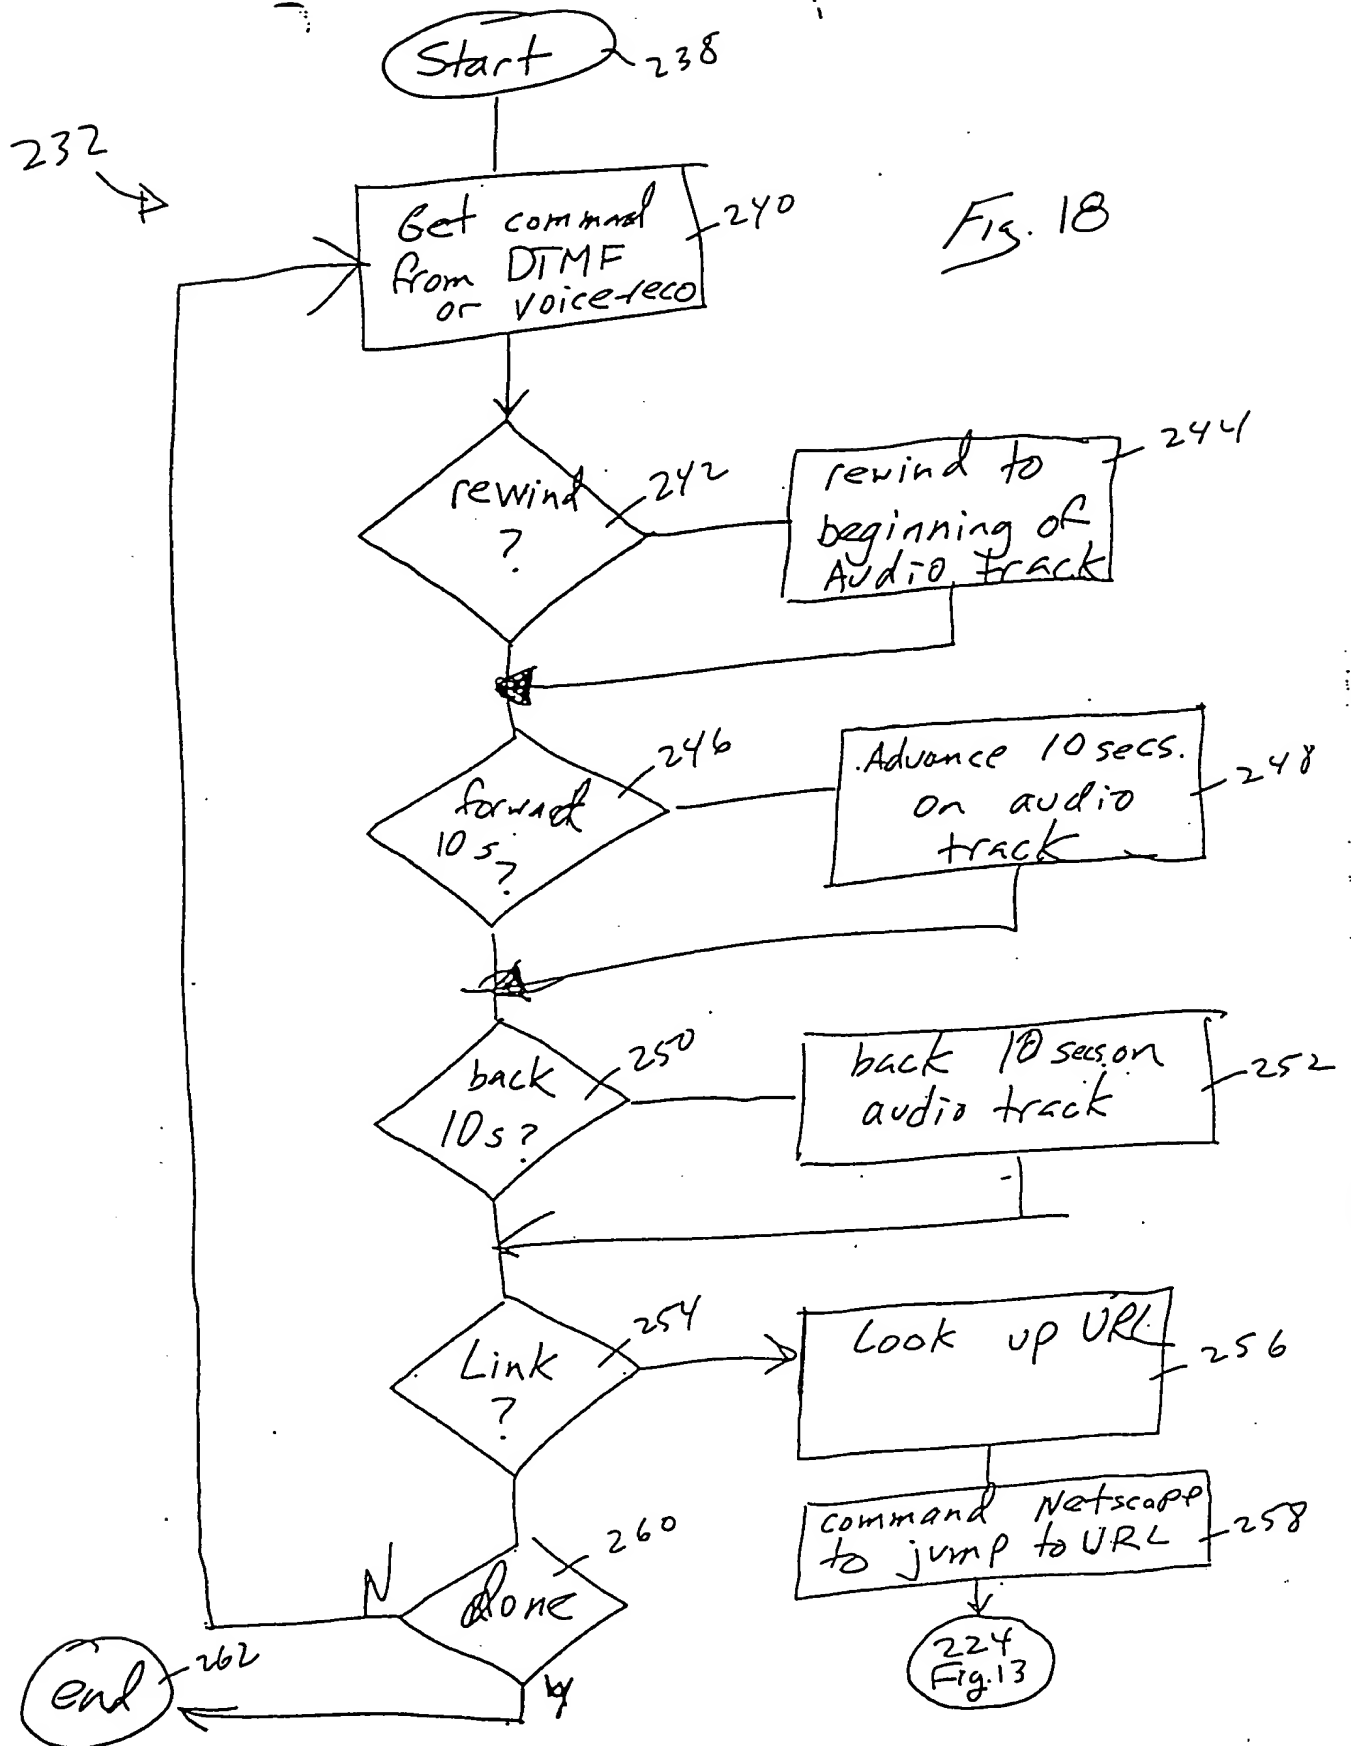 Start
238
232
Get command
from DTMF
or voice-reco
240
Fig. 18
rewind
?
242
rewind to
beginning of
Audio track
244
forward
10 s
?
246
Advance 10 secs.
on audio
track
248
back
10s?
250
back 10 secs on
audio track
252
Link
?
254
Look up URL
256
command Netscape
to jump to URL
258
224
Fig. 13
done
260
N
Y
end
262